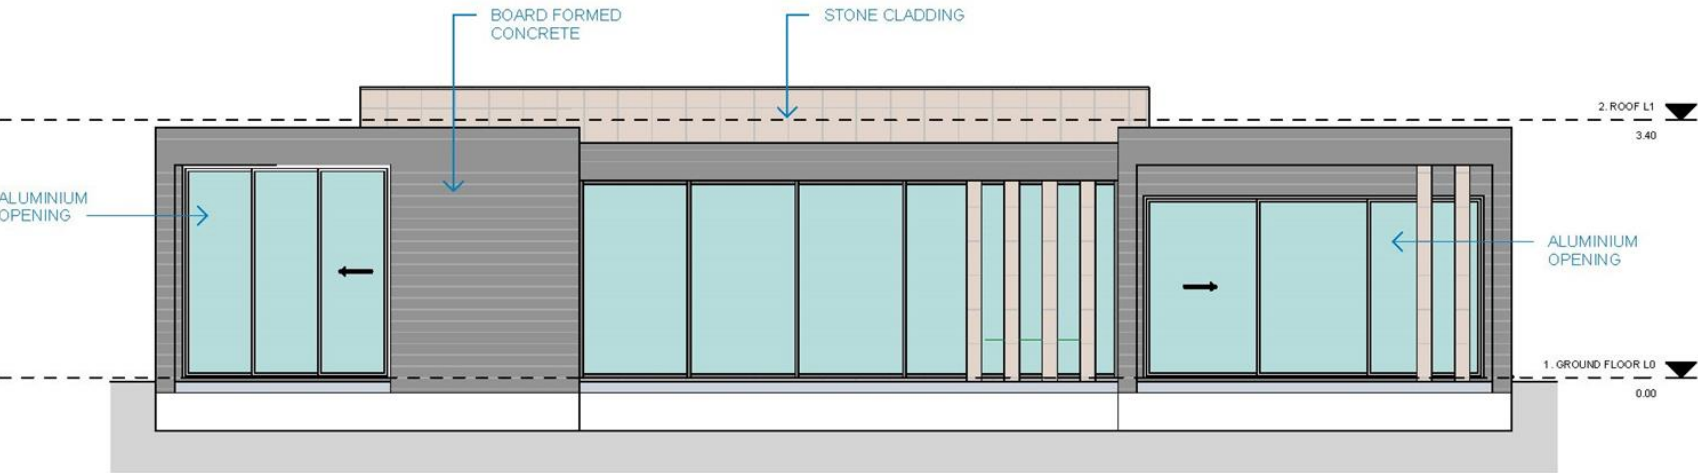 BOARD FORMED
CONCRETE
STONE CLADDING
2. ROOF L1
3.40
ALUMINIUM
OPENING
ALUMINIUM
OPENING
1. GROUND FLOOR L0
0.00